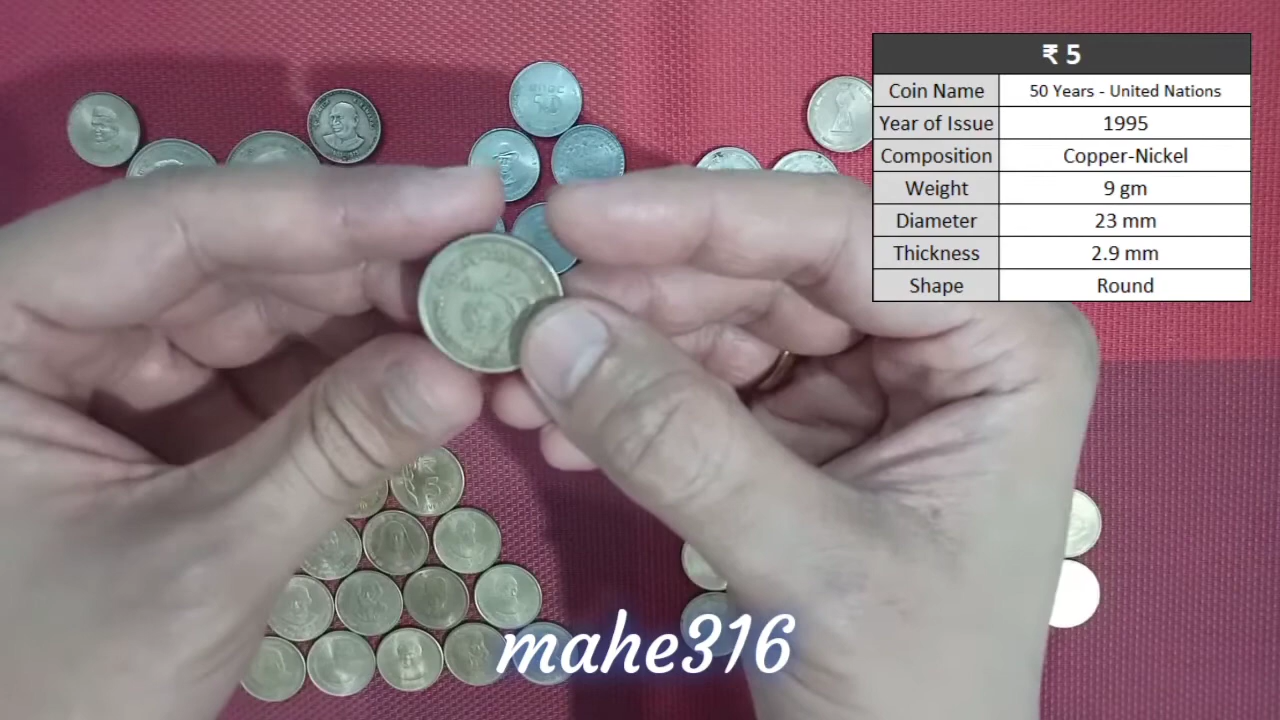 ₹ 5
Coin Name 50 Years - United Nations
Year of Issue 1995
Composition Copper-Nickel
Weight 9 gm
Diameter 23 mm
Thickness 2.9 mm
Shape Round
50
mahe316